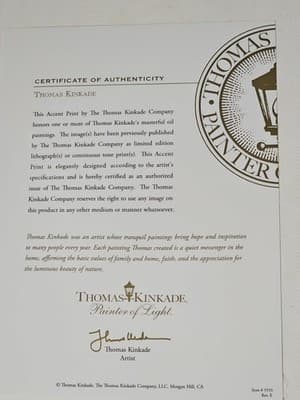 CERTIFICATE OF AUTHENTICITY
THOMAS KINKADE
This Accent Print by The Thomas Kinkade Company
honors one or more of Thomas Kinkade's masterful oil
paintings. The image(s) have been previously published
by The Thomas Kinkade Company as limited edition
lithograph(s) or continuous tone print(s). This Accent
Print is elegantly designed according to the artist's
specifications and is hereby certified as an authorized
issue of The Thomas Kinkade Company. The Thomas
Kinkade Company reserves the right to use any image on
this product in any other medium or manner whatsoever.
THOMAS
PAINTER
Thomas Kinkade was an artist whose tranquil paintings bring hope and inspiration
to many people every year. Each painting Thomas created is a quiet messenger in the
home, affirming the basic values of family and home, faith, and the appreciation for
the luminous beauty of nature.
THOMAS KINKADE
Painter of Light
Thomas Kinkade
Artist
© Thomas Kinkade, The Thomas Kinkade Company, LLC, Morgan Hill, CA